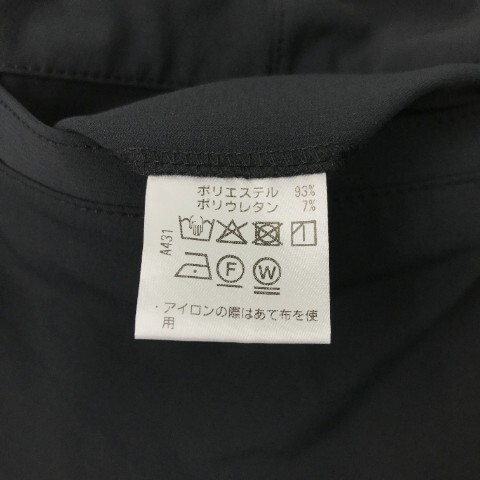 ポリエステル 93%
ポリウレタン 7%
A431
F W
・アイロンの際はあて布を使
用